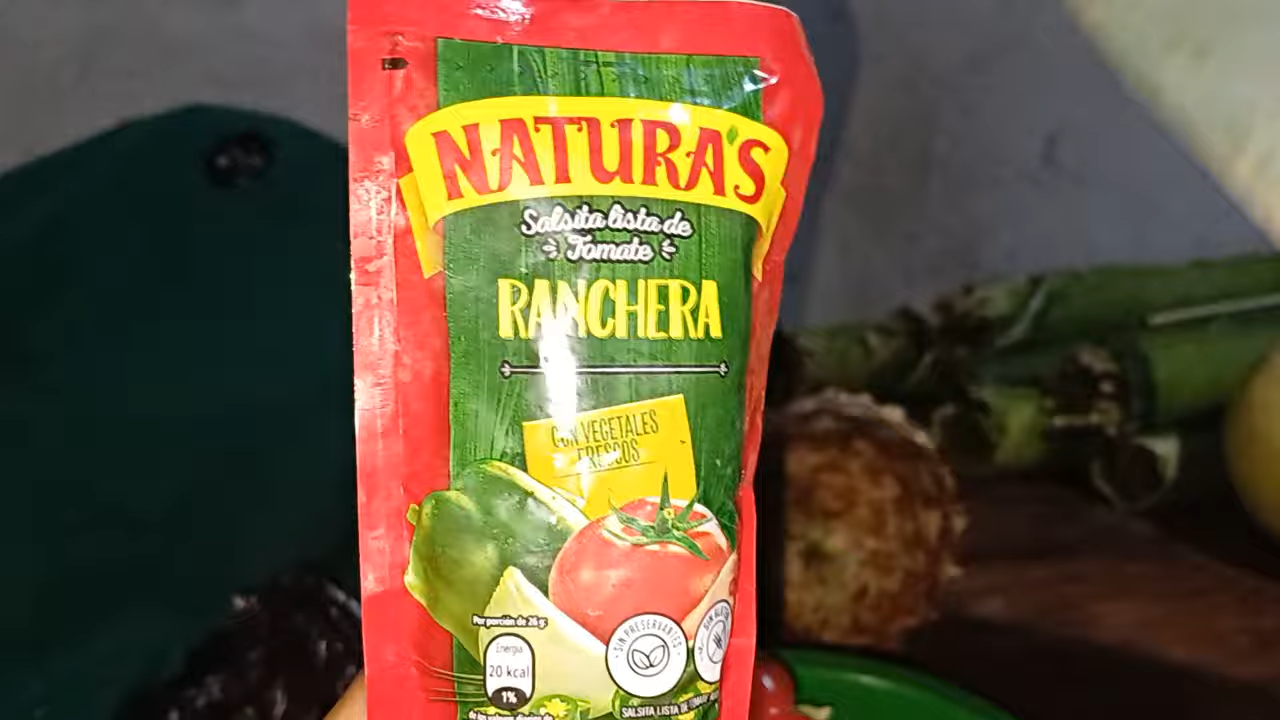 NATURA'S
Salsita lista de
Tomate
RANCHERA
CON VEGETALES
FRESCOS
Por porción de 26 g:
Energía
20 kcal
1%
SIN PRESERVANTES
SIN
SALSITA LISTA DE TOMATE